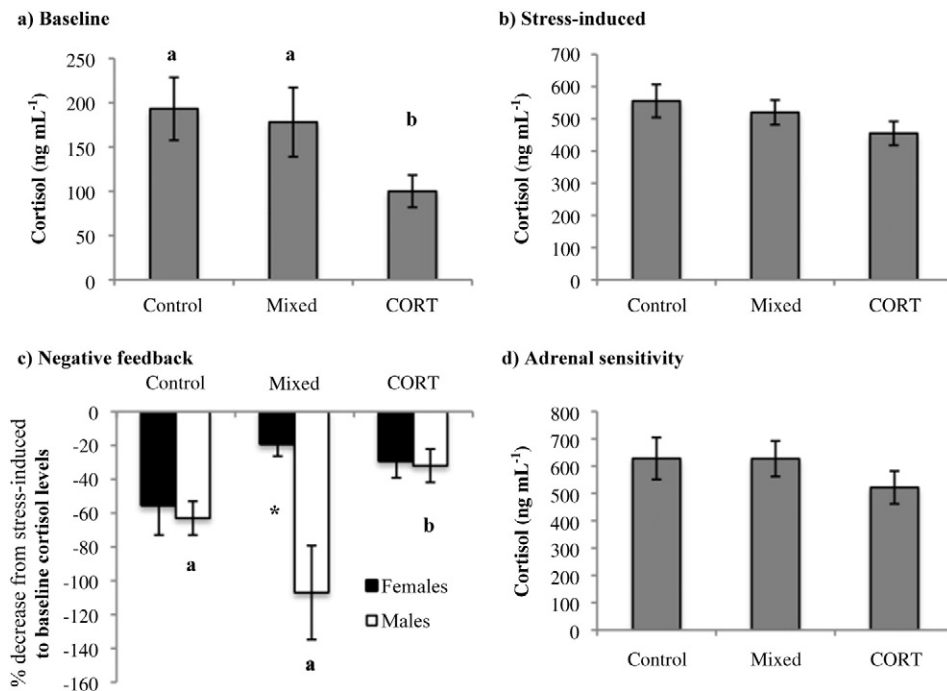 a) Baseline
a
a
b
250
200
150
100
50
0
Cortisol (ng mL⁻¹)
Control
Mixed
CORT
b) Stress-induced
700
600
500
400
300
200
100
0
Cortisol (ng mL⁻¹)
Control
Mixed
CORT
c) Negative feedback
Control
Mixed
CORT
0
-20
-40
-60
-80
-100
-120
-140
-160
% decrease from stress-induced
to baseline cortisol levels
a
*
a
b
Females
Males
d) Adrenal sensitivity
800
700
600
500
400
300
200
100
0
Cortisol (ng mL⁻¹)
Control
Mixed
CORT